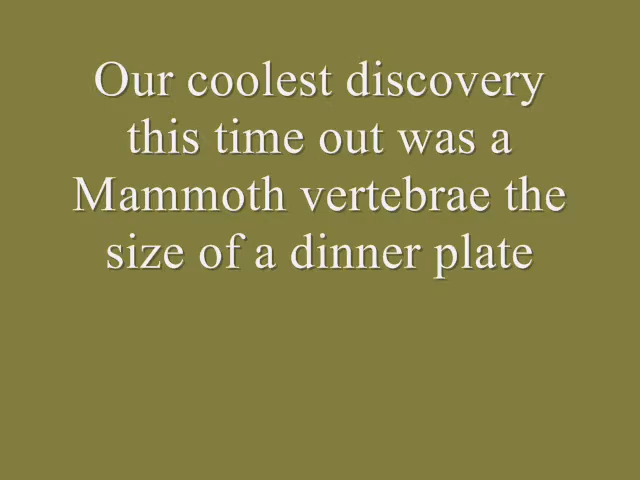 Our coolest discovery
this time out was a
Mammoth vertebrae the
size of a dinner plate